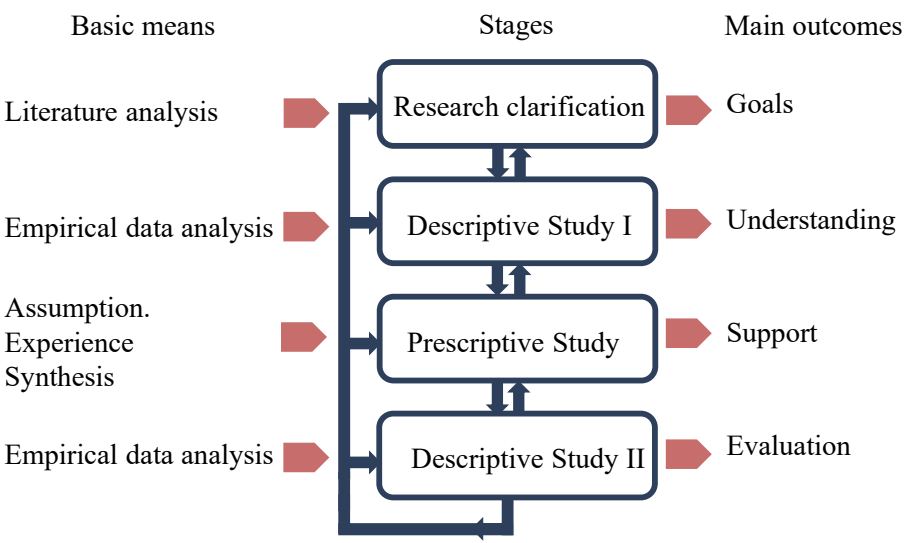 Basic means
Stages
Main outcomes
Literature analysis
Research clarification
Goals
Empirical data analysis
Descriptive Study I
Understanding
Assumption.
Experience
Synthesis
Prescriptive Study
Support
Empirical data analysis
Descriptive Study II
Evaluation